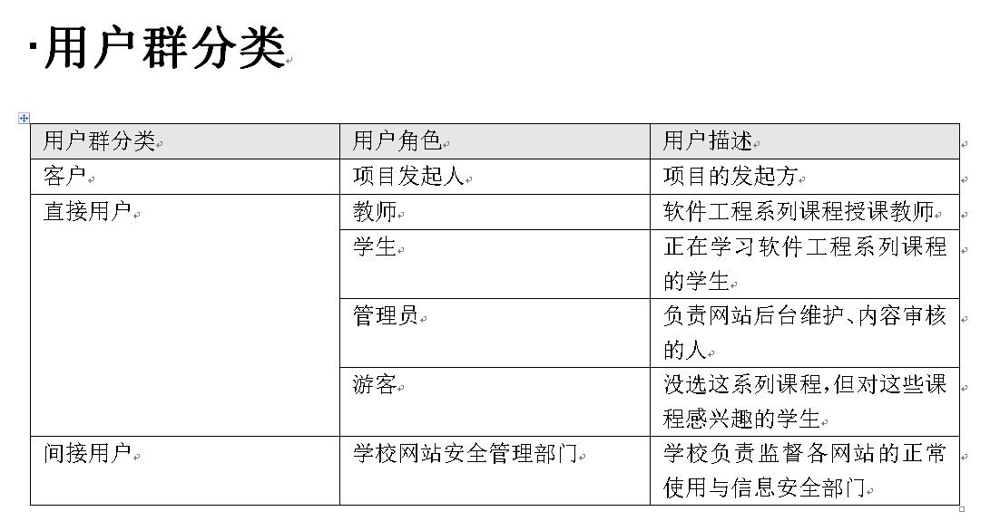 ·用户群分类
用户群分类 用户角色 用户描述
客户 项目发起人 项目的发起方
直接用户 教师 软件工程系列课程授课教师
学生 正在学习软件工程系列课程
的学生
管理员 负责网站后台维护、内容审核
的人
游客 没选这系列课程,但对这些课
程感兴趣的学生
间接用户 学校网站安全管理部门 学校负责监督各网站的正常
使用与信息安全部门